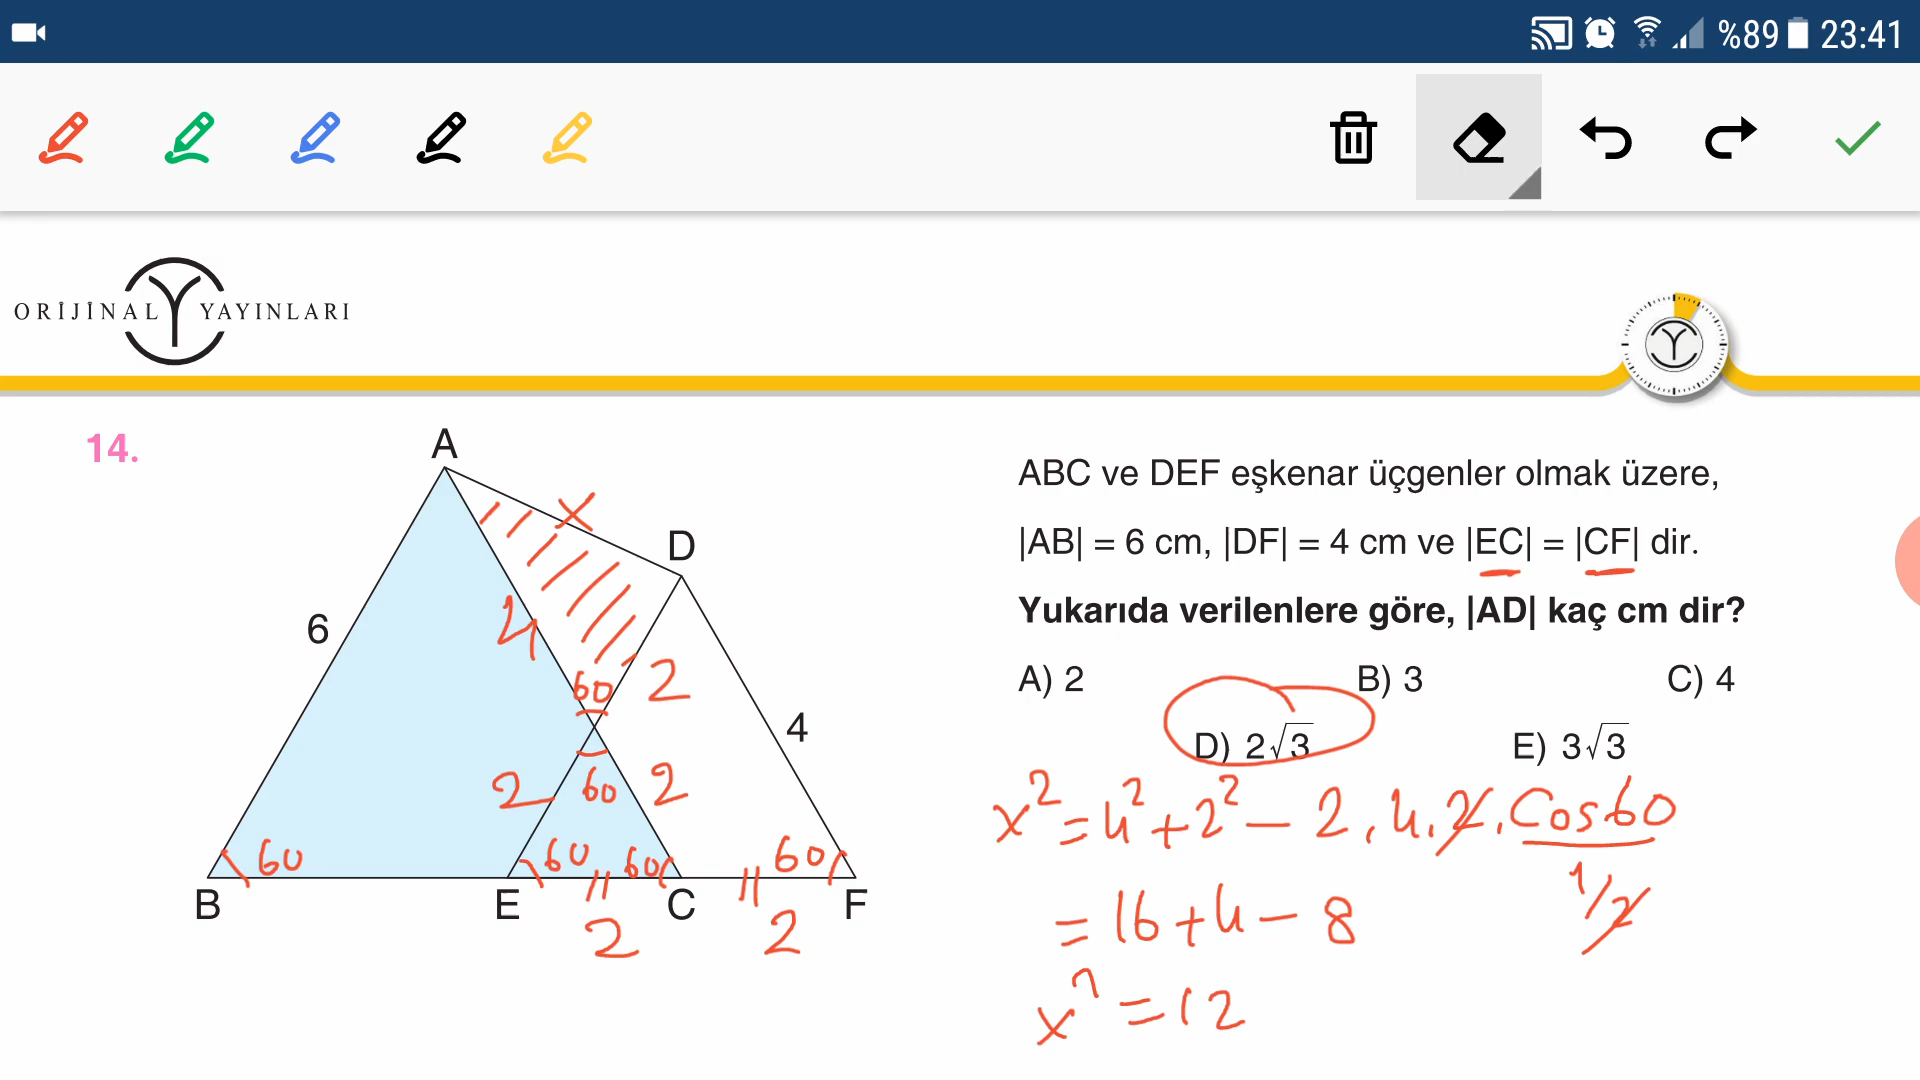 %89 23:41
ORİJİNAL YAYINLARI
14.
ABC ve DEF eşkenar üçgenler olmak üzere,
|AB| = 6 cm, |DF| = 4 cm ve |EC| = |CF| dir.
Yukarıda verilenlere göre, |AD| kaç cm dir?
A) 2 B) 3 C) 4
D) 2√3 E) 3√3
A
x
D
6
4
60 2
4
2 60 2
60 60 60 60
B E C F
2 2
x² = 4² + 2² - 2.4.2.Cos60
1/2
= 16 + 4 - 8
x² = 12